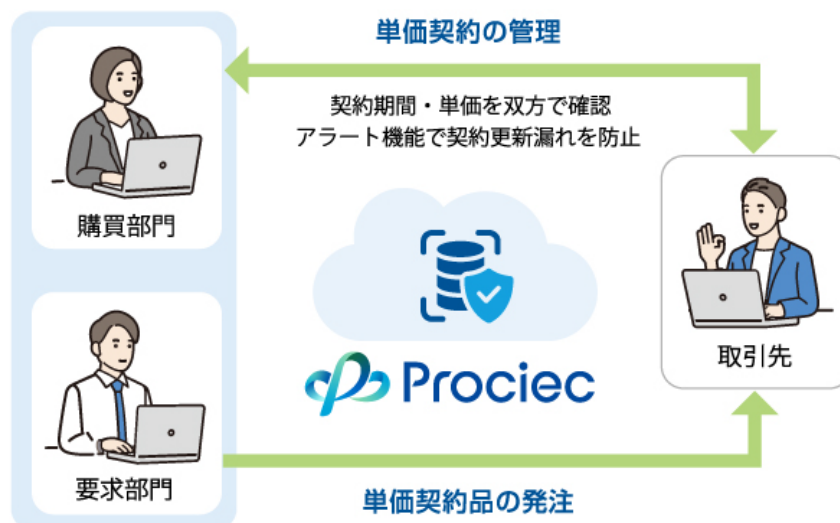 単価契約の管理
契約期間・単価を双方で確認
アラート機能で契約更新漏れを防止
購買部門
取引先
Prociec
要求部門
単価契約品の発注